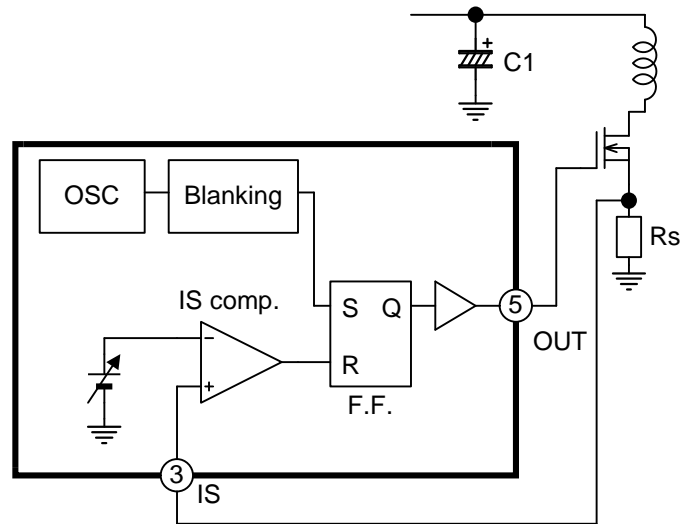 +
C1
OSC
Blanking
Rs
IS comp.
S
Q
5
OUT
−
+
R
F.F.
3
IS